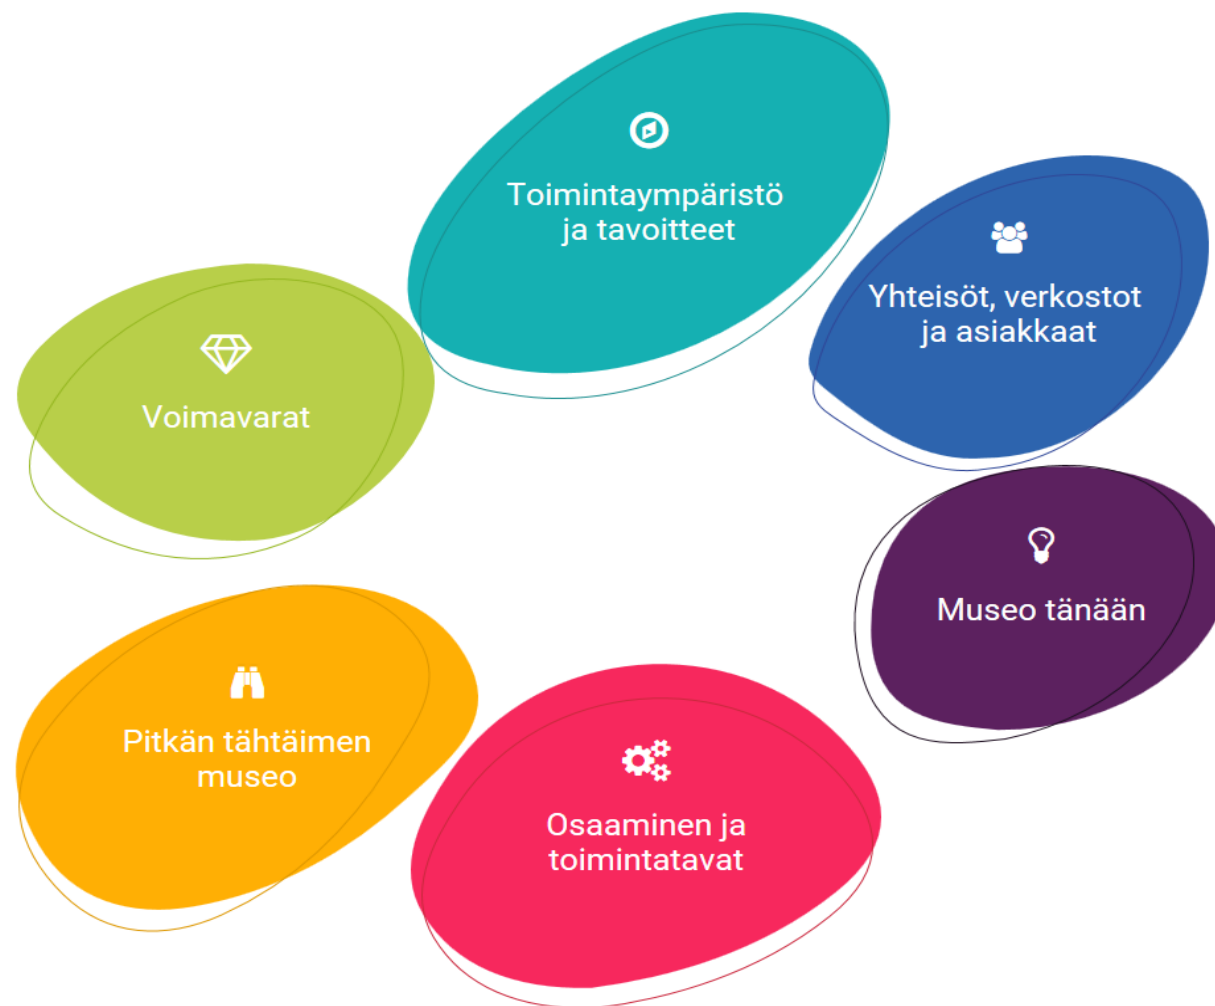 Toimintaympäristö
ja tavoitteet
Yhteisöt, verkostot
ja asiakkaat
Voimavarat
Museo tänään
Pitkän tähtäimen
museo
Osaaminen ja
toimintatavat